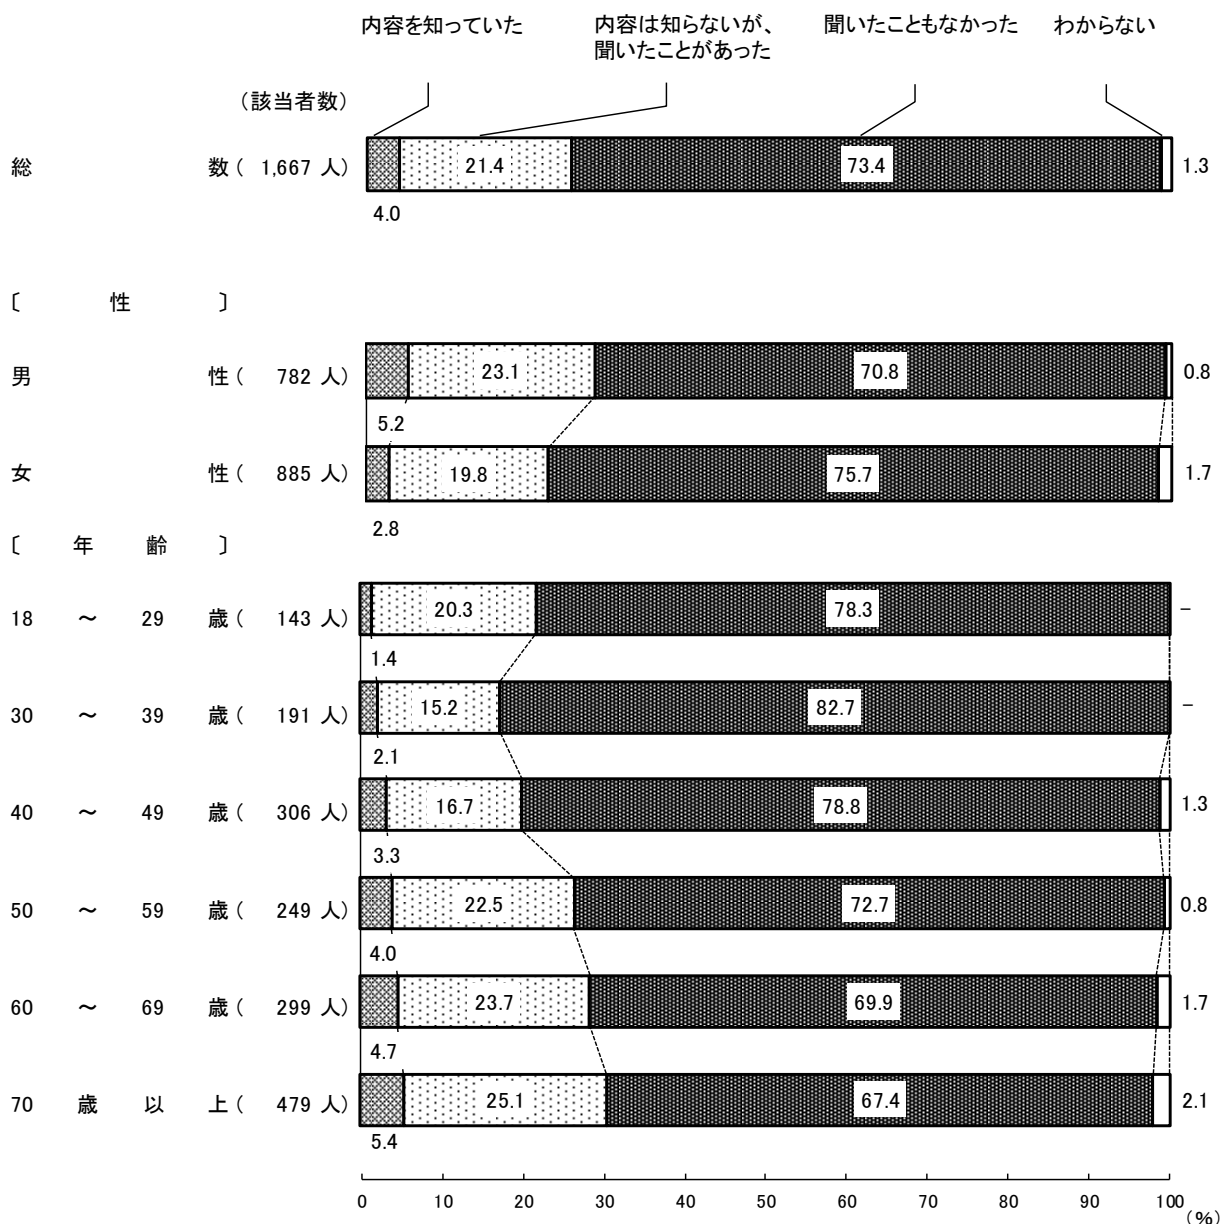 内容を知っていた 内容は知らないが、 聞いたこともなかった わからない
聞いたことがあった
（該当者数）
総 数（ 1,667 人） 21.4 73.4 1.3
4.0
〔 性 〕
男 性（ 782 人） 23.1 70.8 0.8
5.2
女 性（ 885 人） 19.8 75.7 1.7
2.8
〔 年 齢 〕
18 ～ 29 歳（ 143 人） 20.3 78.3 －
1.4
30 ～ 39 歳（ 191 人） 15.2 82.7 －
2.1
40 ～ 49 歳（ 306 人） 16.7 78.8 1.3
3.3
50 ～ 59 歳（ 249 人） 22.5 72.7 0.8
4.0
60 ～ 69 歳（ 299 人） 23.7 69.9 1.7
4.7
70 歳 以 上（ 479 人） 25.1 67.4 2.1
5.4
0 10 20 30 40 50 60 70 80 90 100
(%)